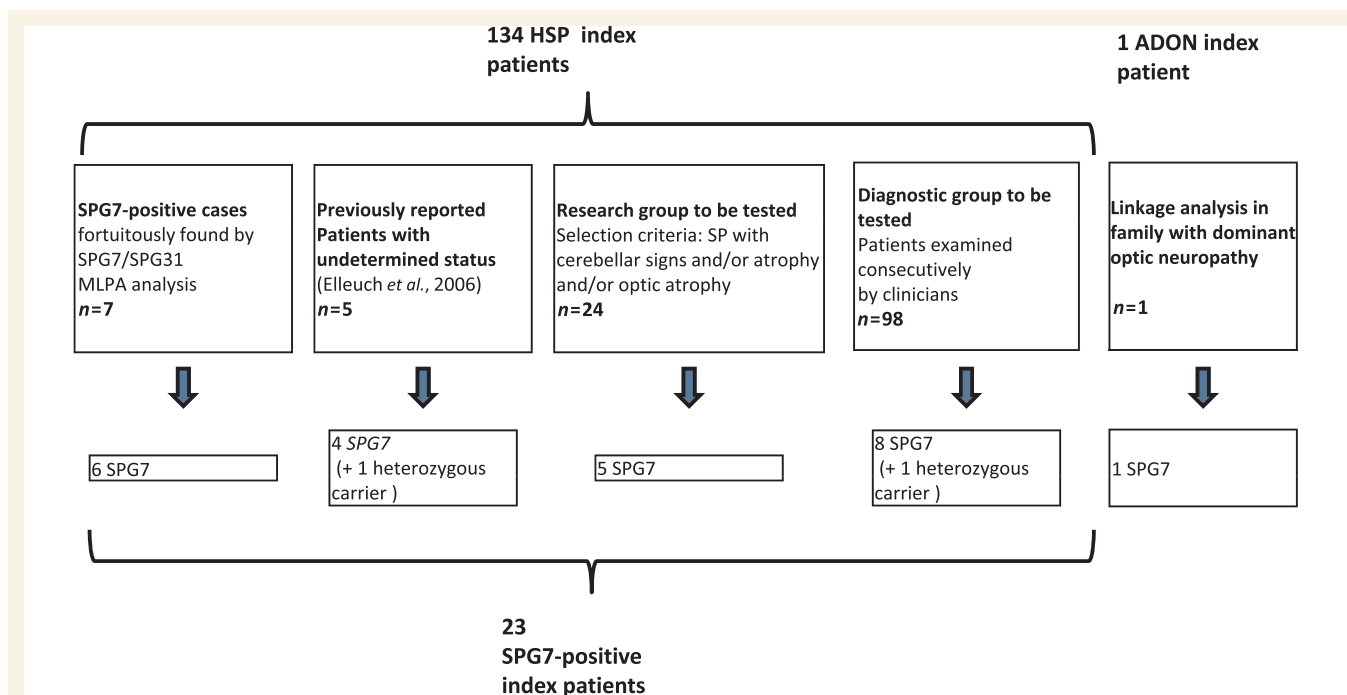 134 HSP index
patients
1 ADON index
patient
SPG7-positive cases
fortuitously found by
SPG7/SPG31
MLPA analysis
n=7
Previously reported
Patients with
undetermined status
(Elleuch et al., 2006)
n=5
Research group to be tested
Selection criteria: SP with
cerebellar signs and/or atrophy
and/or optic atrophy
n=24
Diagnostic group to be
tested
Patients examined
consecutively
by clinicians
n=98
Linkage analysis in
family with dominant
optic neuropathy
n=1
6 SPG7
4 SPG7
(+ 1 heterozygous
carrier )
5 SPG7
8 SPG7
(+ 1 heterozygous
carrier )
1 SPG7
23
SPG7-positive
index patients